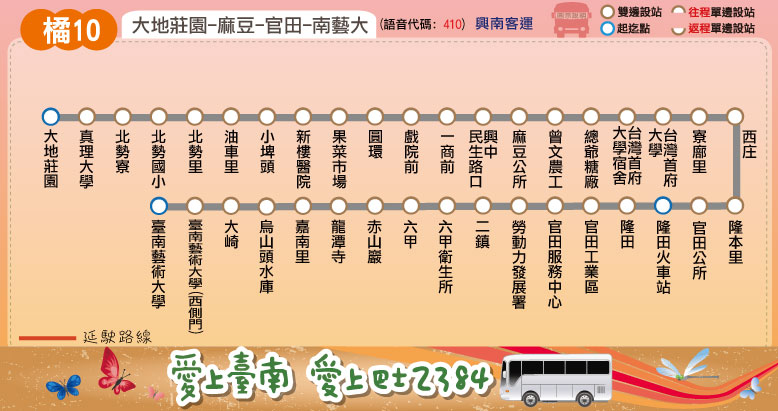 橘10
大地莊園-麻豆-官田-南藝大
(語音代碼: 410)
興南客運
雙邊設站
往程單邊設站
起迄點
返程單邊設站
大地莊園
真理大學
北勢寮
北勢國小
北勢里
油車里
小埤頭
新樓醫院
果菜市場
圓環
戲院前
一商前
興中
民生路口
麻豆公所
曾文農工
總爺糖廠
台灣首府
大學宿舍
台灣首府
大學
寮廍里
西庄
隆本里
官田公所
隆田火車站
隆田
官田工業區
官田服務中心
勞動力發展署
二鎮
六甲衛生所
六甲
赤山巖
龍潭寺
嘉南里
烏山頭水庫
大崎
臺南藝術大學(西側門)
臺南藝術大學
延駛路線
愛上臺南 愛上巴士2384